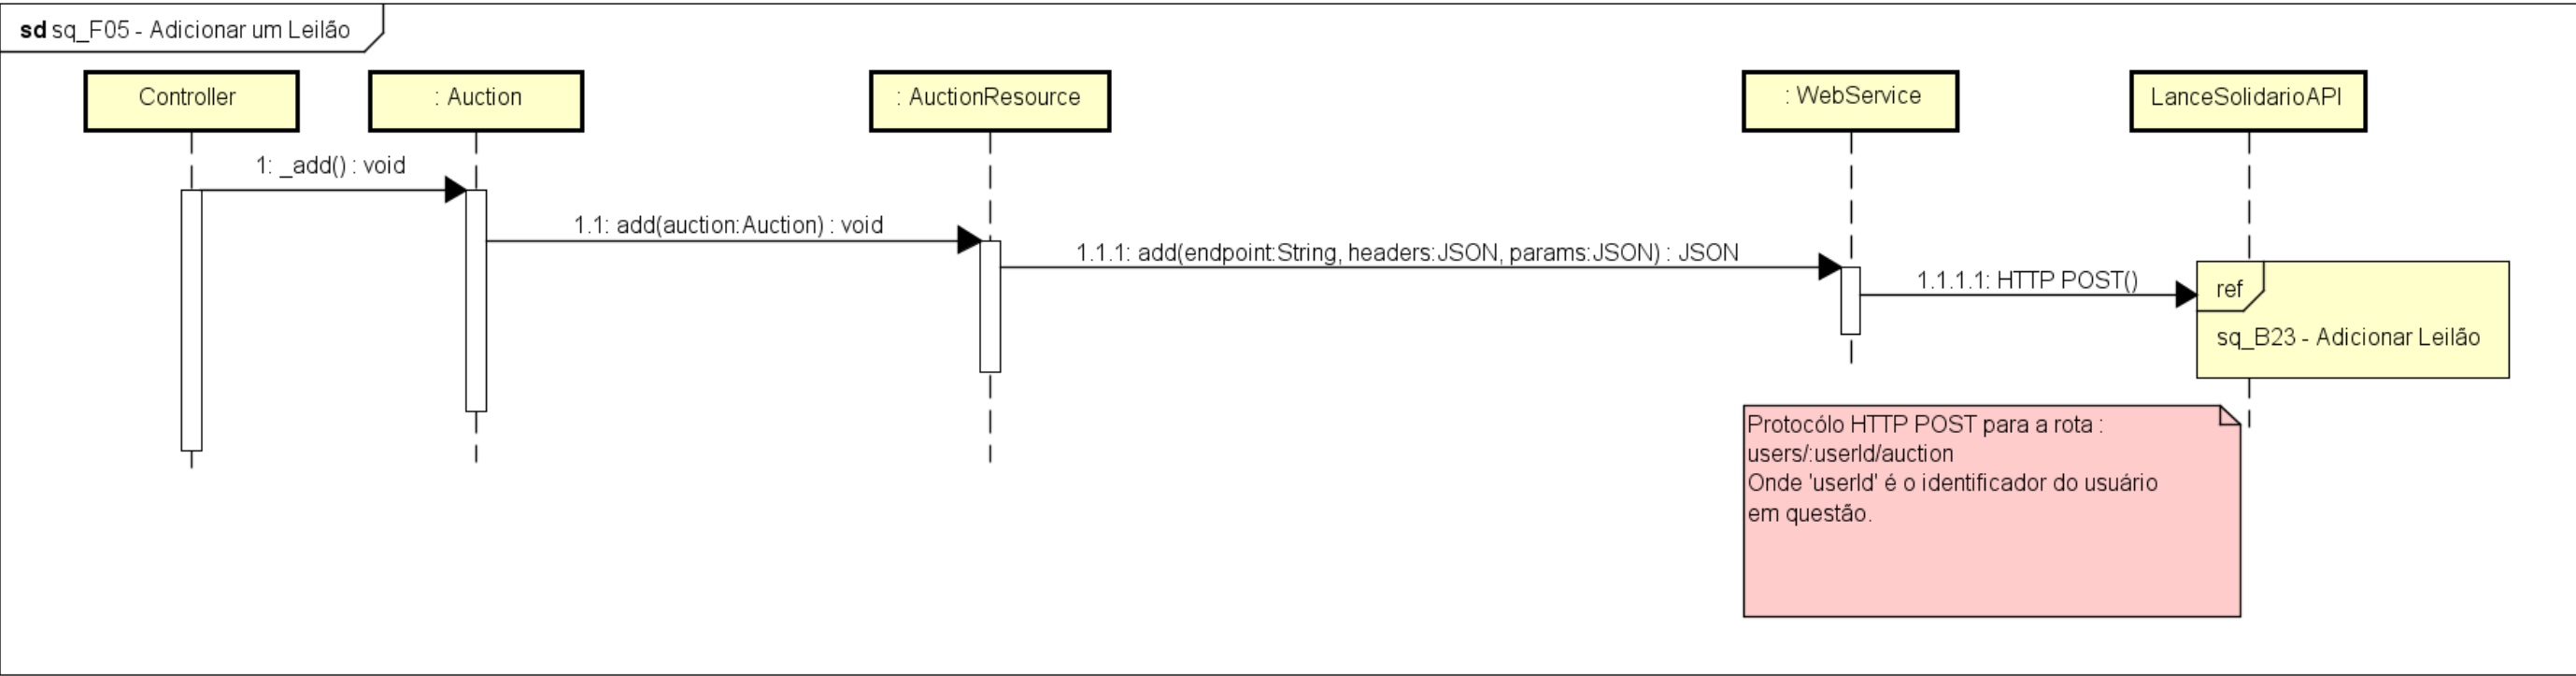 sd sq_F05 - Adicionar um Leilão
Controller
: Auction
: AuctionResource
: WebService
LanceSolidarioAPI
1: _add() : void
1.1: add(auction:Auction) : void
1.1.1: add(endpoint:String, headers:JSON, params:JSON) : JSON
1.1.1.1: HTTP POST()
ref
sq_B23 - Adicionar Leilão
Protocólo HTTP POST para a rota :
users/:userId/auction
Onde 'userId' é o identificador do usuário
em questão.